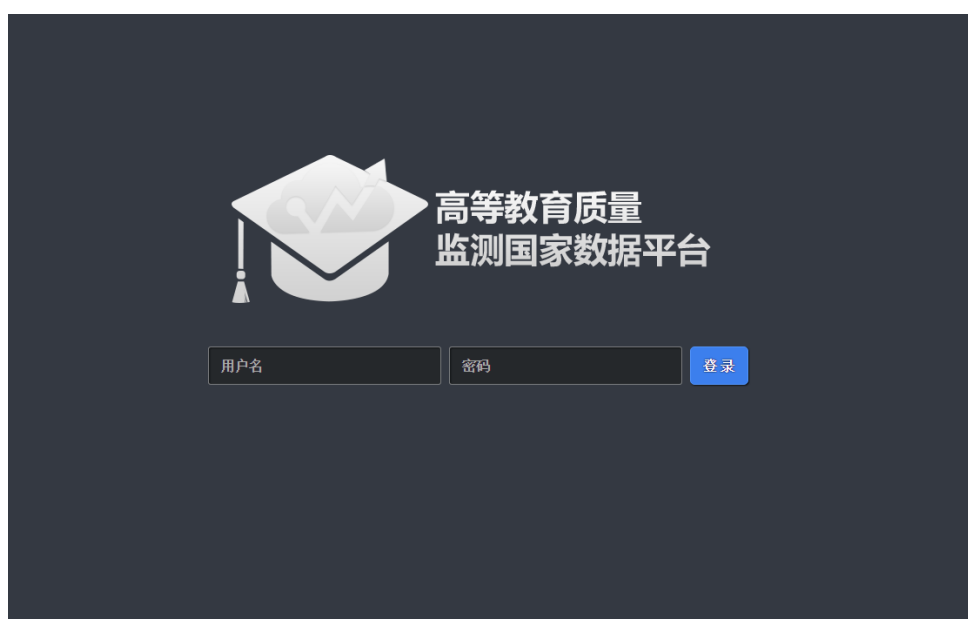 高等教育质量
监测国家数据平台
用户名
密码
登录